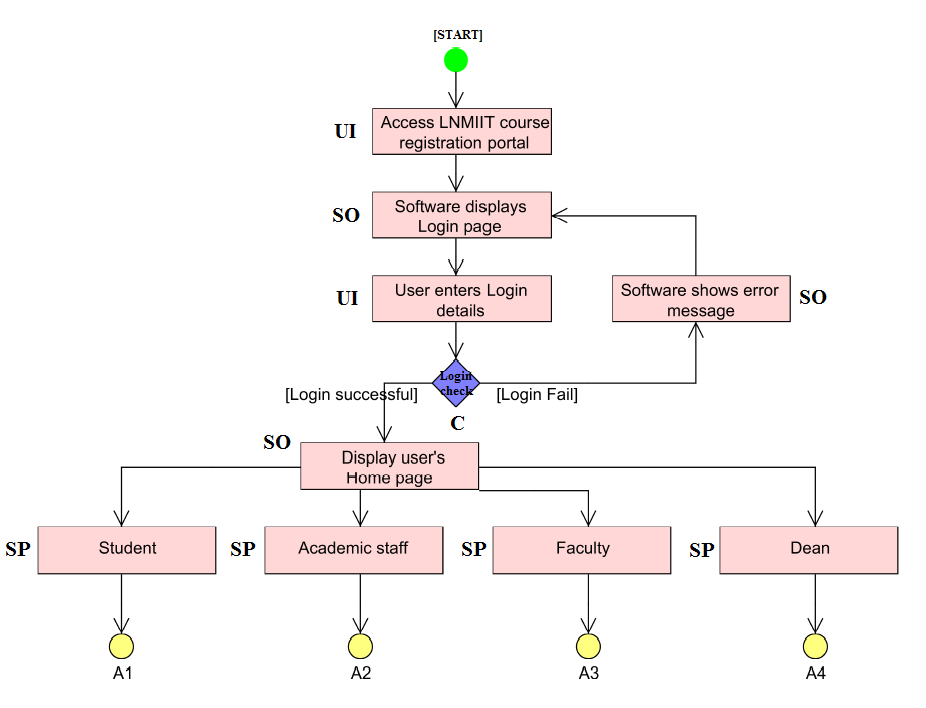 [START]
UI
Access LNMIIT course
registration portal
SO
Software displays
Login page
UI
User enters Login
details
Software shows error
message
SO
Login
check
[Login successful]
[Login Fail]
C
SO
Display user's
Home page
SP
Student
SP
Academic staff
SP
Faculty
SP
Dean
A1
A2
A3
A4